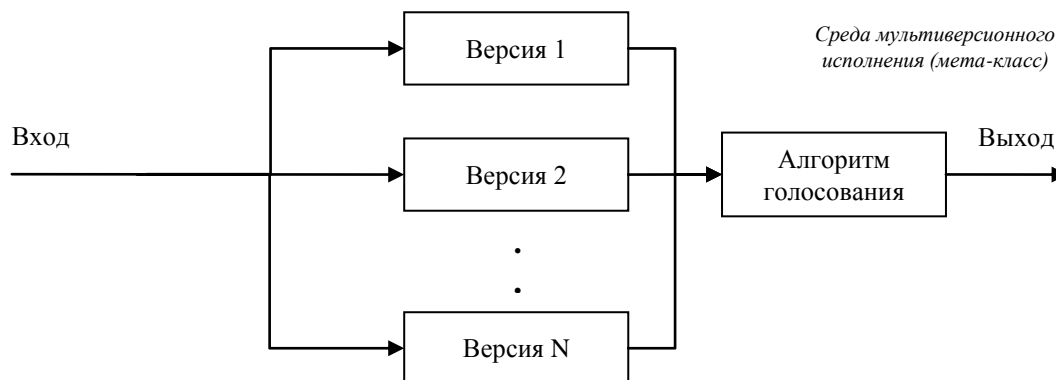 Версия 1
Среда мультиверсионного
исполнения (мета-класс)
Вход
Версия 2
Алгоритм
голосования
Выход
Версия N